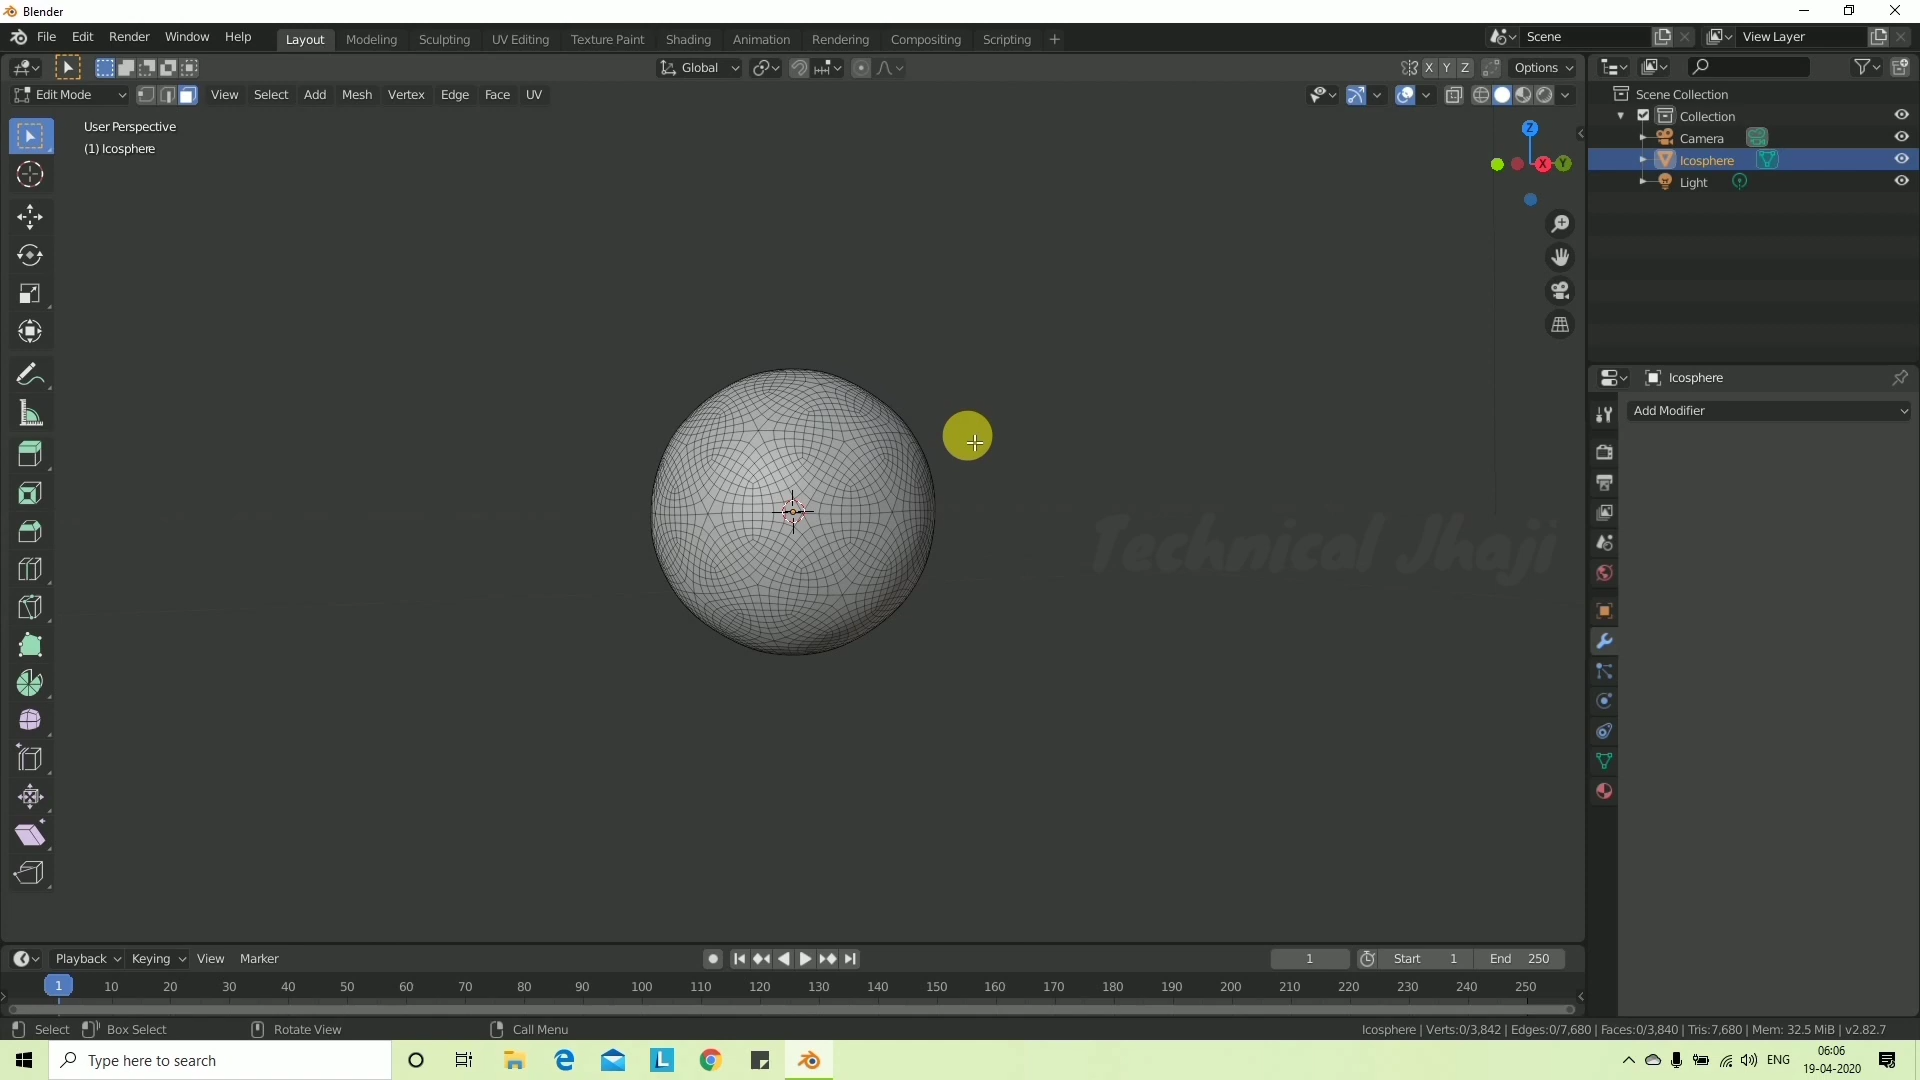 Blender
File Edit Render Window Help Layout Modeling Sculpting UV Editing Texture Paint Shading Animation Rendering Compositing Scripting + Scene View Layer
Global X Y Z Options
Edit Mode View Select Add Mesh Vertex Edge Face UV
User Perspective
(1) Icosphere
Z
X Y
Scene Collection
Collection
Camera
Icosphere
Light
Icosphere
Add Modifier
Technical Jhaji
Playback Keying View Marker 1 Start 1 End 250
1 10 20 30 40 50 60 70 80 90 100 110 120 130 140 150 160 170 180 190 200 210 220 230 240 250
Select Box Select Rotate View Call Menu Icosphere | Verts:0/3,842 | Edges:0/7,680 | Faces:0/3,840 | Tris:7,680 | Mem: 32.5 MiB | v2.82.7
Type here to search L ENG 06:06
19-04-2020